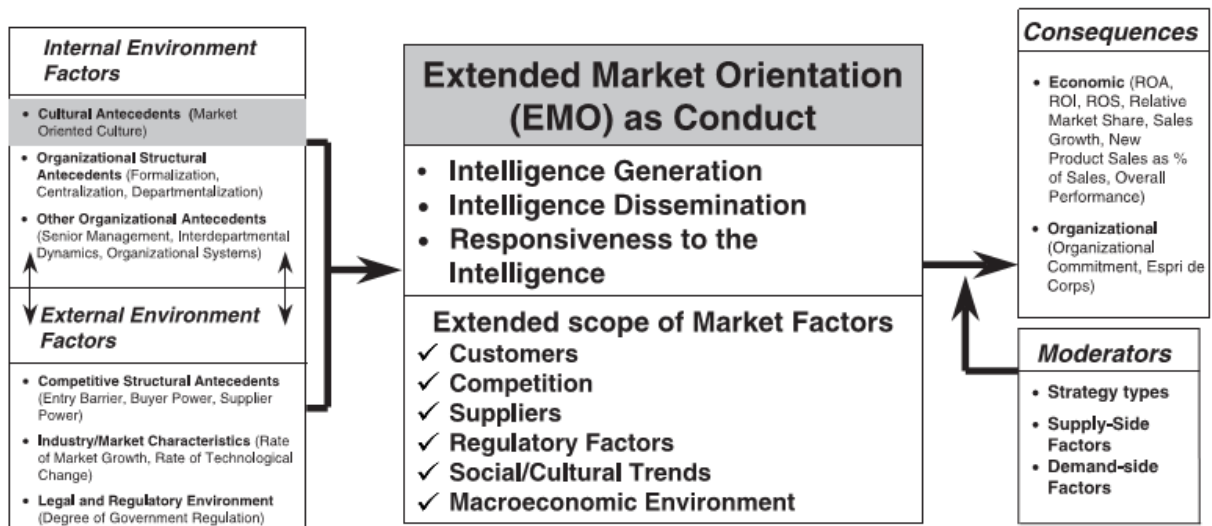 Internal Environment
Factors
• Cultural Antecedents (Market
Oriented Culture)
• Organizational Structural
Antecedents (Formalization,
Centralization, Departmentalization)
• Other Organizational Antecedents
(Senior Management, Interdepartmental
Dynamics, Organizational Systems)
External Environment
Factors
• Competitive Structural Antecedents
(Entry Barrier, Buyer Power, Supplier
Power)
• Industry/Market Characteristics (Rate
of Market Growth, Rate of Technological
Change)
• Legal and Regulatory Environment
(Degree of Government Regulation)
Extended Market Orientation
(EMO) as Conduct
• Intelligence Generation
• Intelligence Dissemination
• Responsiveness to the
Intelligence
Extended scope of Market Factors
✓ Customers
✓ Competition
✓ Suppliers
✓ Regulatory Factors
✓ Social/Cultural Trends
✓ Macroeconomic Environment
Consequences
• Economic (ROA,
ROI, ROS, Relative
Market Share, Sales
Growth, New
Product Sales as %
of Sales, Overall
Performance)
• Organizational
(Organizational
Commitment, Espri de
Corps)
Moderators
• Strategy types
• Supply-Side
Factors
• Demand-side
Factors